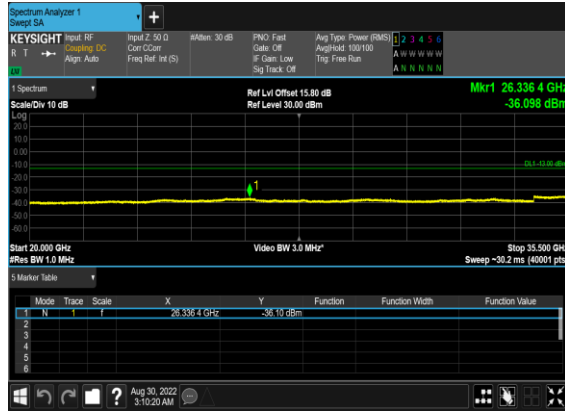 Spectrum Analyzer 1
Swept SA
+
KEYSIGHT Input: RF Input Z: 50 Ω #Atten: 30 dB PNO: Fast Avg Type: Power (RMS) 1 2 3 4 5 6
R T Coupling: DC Corr CCorr Gate: Off Avg|Hold: 100/100 A W W W W W
Align: Auto Freq Ref: Int (S) IF Gain: Low Trig: Free Run
Sig Track: Off A N N N N N
1 Spectrum Ref Lvl Offset 15.80 dB Mkr1 26.336 4 GHz
Scale/Div 10 dB Ref Level 30.00 dBm -36.098 dBm
Log
20.0
10.0
0.00
-10.0 DL1 -13.00 dBm
-20.0 1
-30.0
-40.0
-50.0
-60.0
Start 20.000 GHz Video BW 3.0 MHz* Stop 35.500 GHz
#Res BW 1.0 MHz Sweep ~30.2 ms (40001 pts)
5 Marker Table
Mode Trace Scale X Y Function Function Width Function Value
1 N 1 f 26.336 4 GHz -36.10 dBm
2
3
4
5
6
? Aug 30, 2022
3:10:20 AM